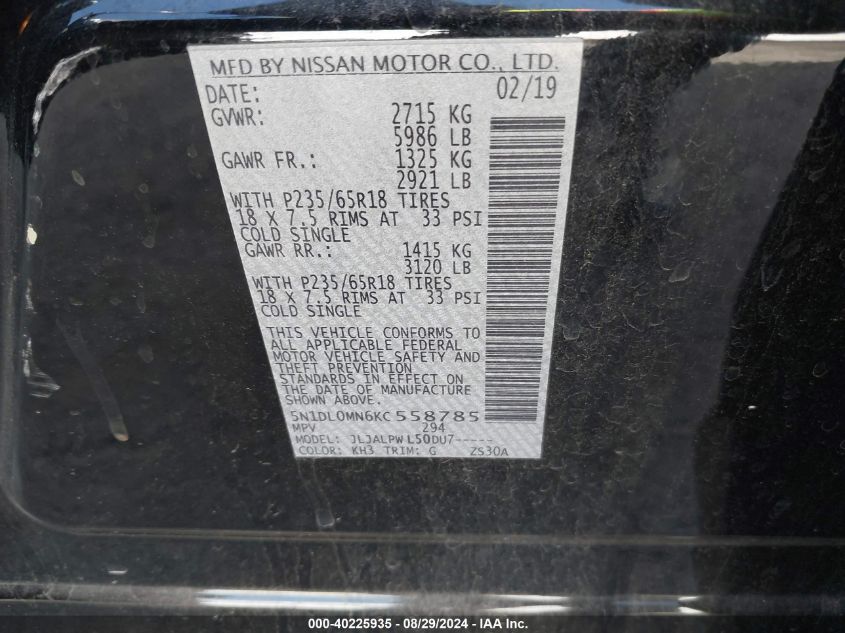 MFD BY NISSAN MOTOR CO., LTD.
DATE: 02/19
GVWR: 2715 KG
5986 LB
GAWR FR.: 1325 KG
2921 LB
WITH P235/65R18 TIRES
18 X 7.5 RIMS AT 33 PSI
COLD SINGLE
GAWR RR.: 1415 KG
3120 LB
WITH P235/65R18 TIRES
18 X 7.5 RIMS AT 33 PSI
COLD SINGLE
THIS VEHICLE CONFORMS TO
ALL APPLICABLE FEDERAL
MOTOR VEHICLE SAFETY AND
THEFT PREVENTION
STANDARDS IN EFFECT ON
THE DATE OF MANUFACTURE
SHOWN ABOVE.
5N1DL0MN6KC558785
MPV 294
MODEL: JLJALPW L50DU7-----
COLOR: KH3 TRIM: G ZS30A
000-40225935 - 08/29/2024 - © IAA, Inc.